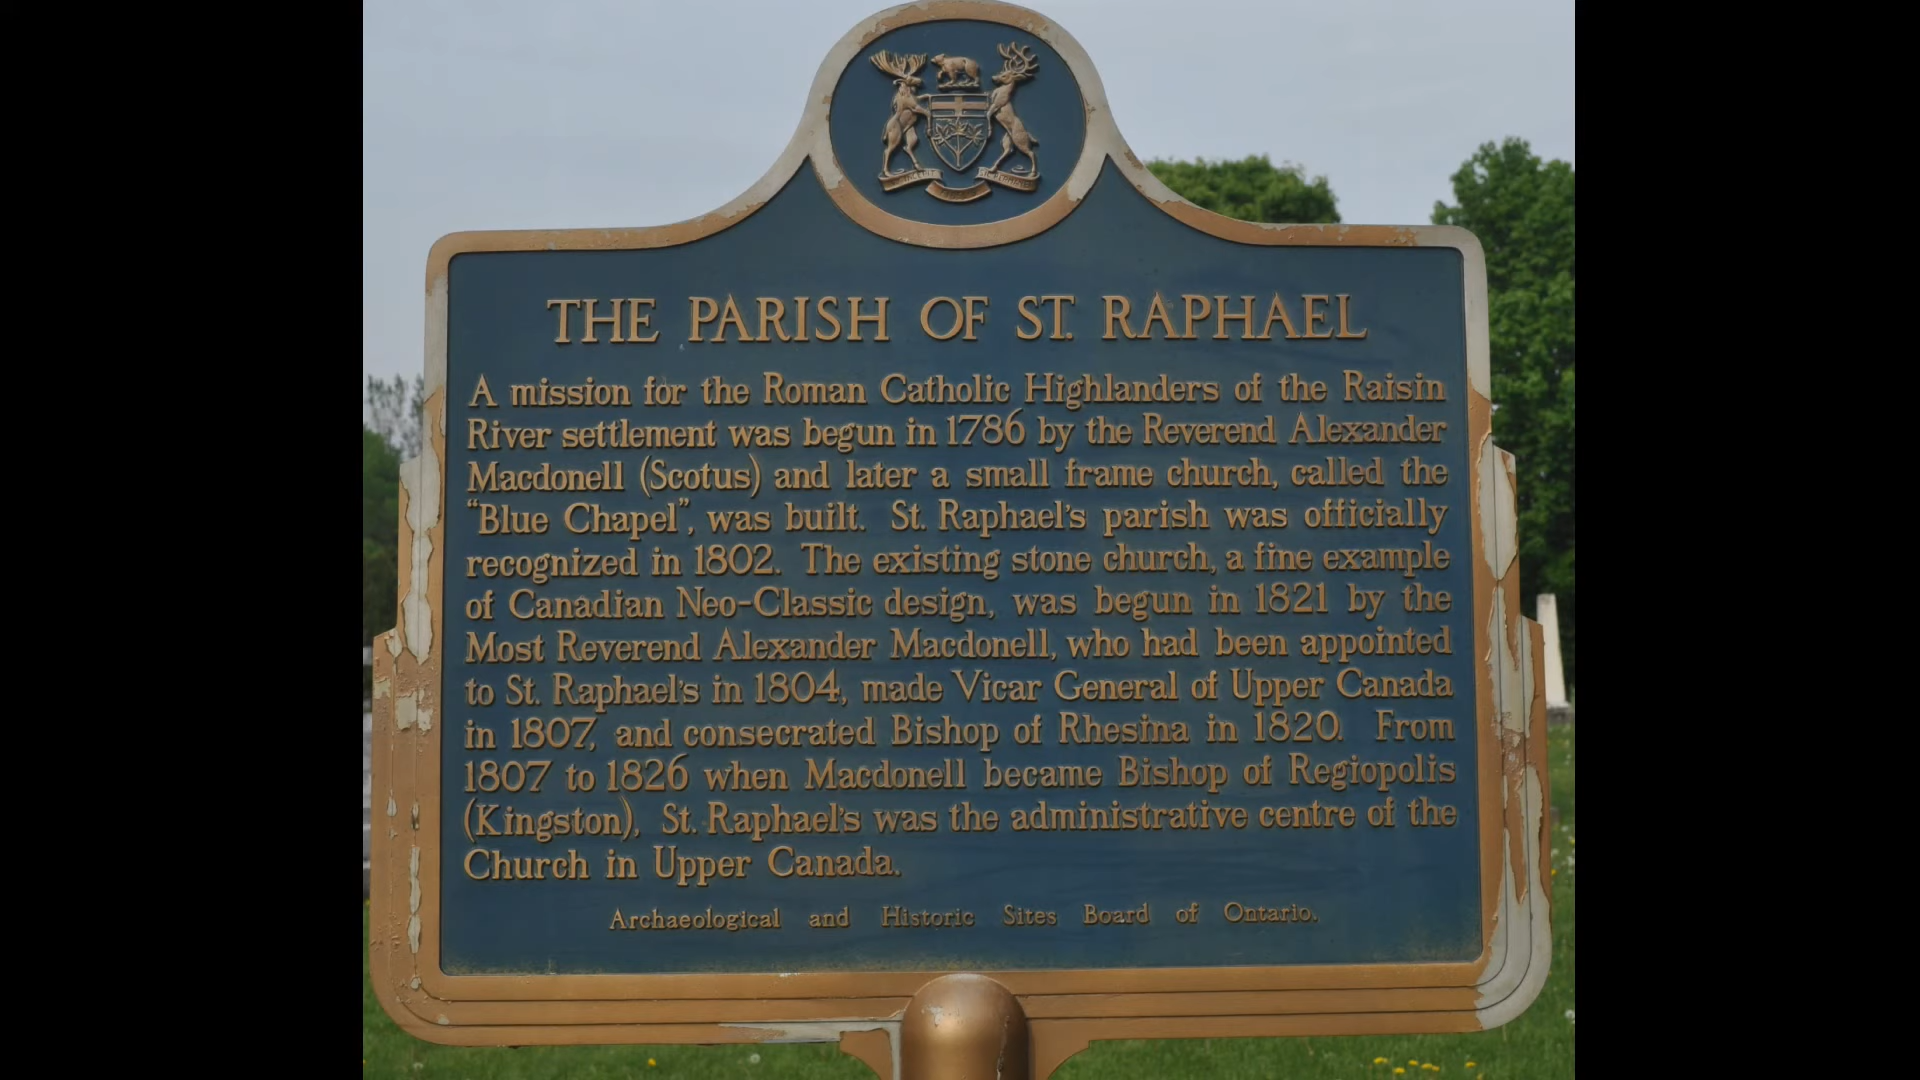 THE PARISH OF ST. RAPHAEL
A mission for the Roman Catholic Highlanders of the Raisin
River settlement was begun in 1786 by the Reverend Alexander
Macdonell (Scotus) and later a small frame church, called the
"Blue Chapel", was built. St. Raphael's parish was officially
recognized in 1802. The existing stone church, a fine example
of Canadian Neo-Classic design, was begun in 1821 by the
Most Reverend Alexander Macdonell, who had been appointed
to St. Raphael's in 1804, made Vicar General of Upper Canada
in 1807, and consecrated Bishop of Rhesina in 1820. From
1807 to 1826 when Macdonell became Bishop of Regiopolis
(Kingston), St. Raphael's was the administrative centre of the
Church in Upper Canada.
Archaeological and Historic Sites Board of Ontario.